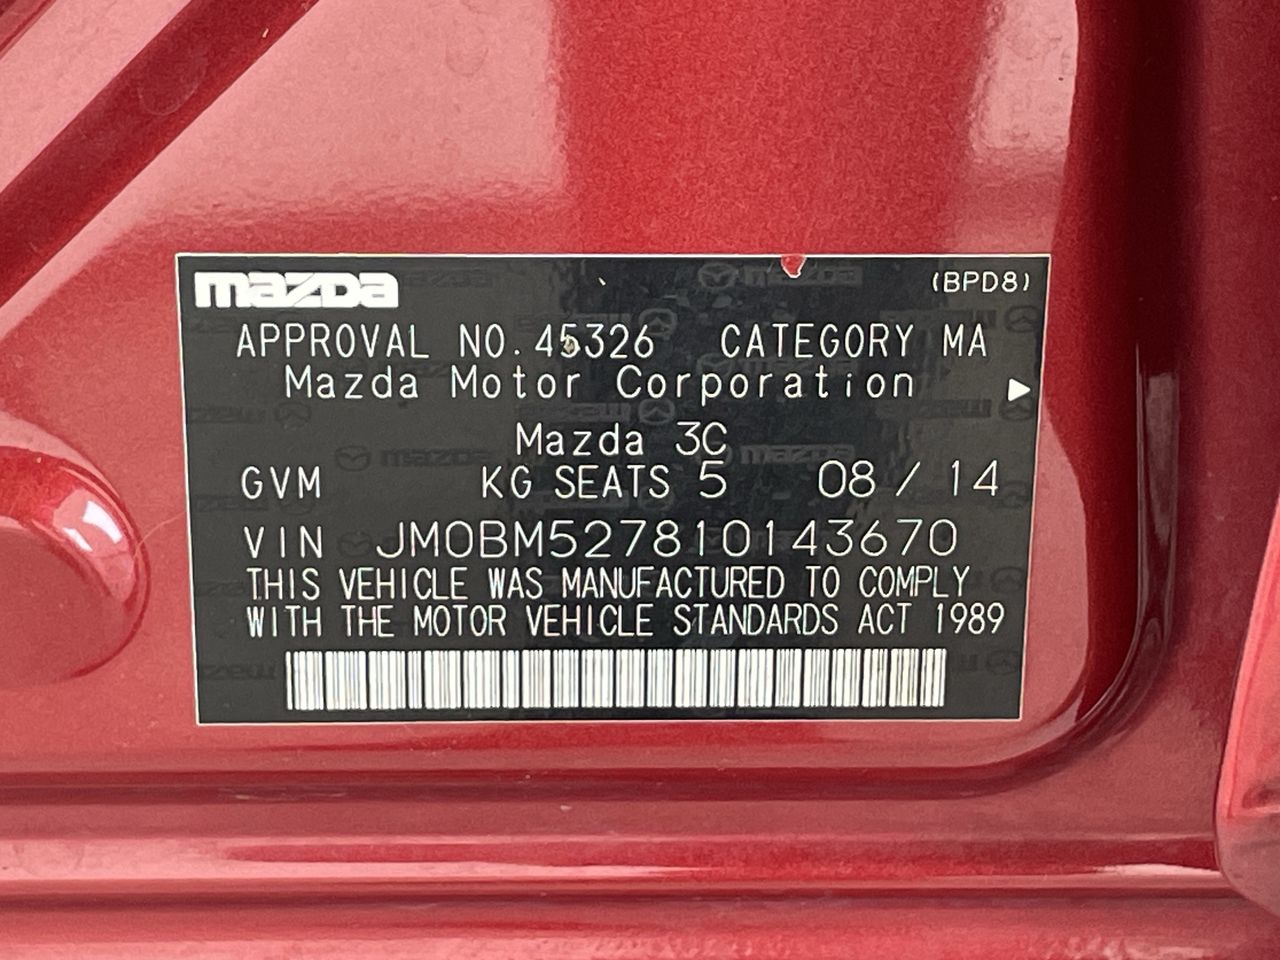 mazda (BPD8)
APPROVAL NO. 45326 CATEGORY MA
Mazda Motor Corporation
Mazda 3C
GVM KG SEATS 5 08 / 14
VIN JM0BM527810143670
THIS VEHICLE WAS MANUFACTURED TO COMPLY
WITH THE MOTOR VEHICLE STANDARDS ACT 1989